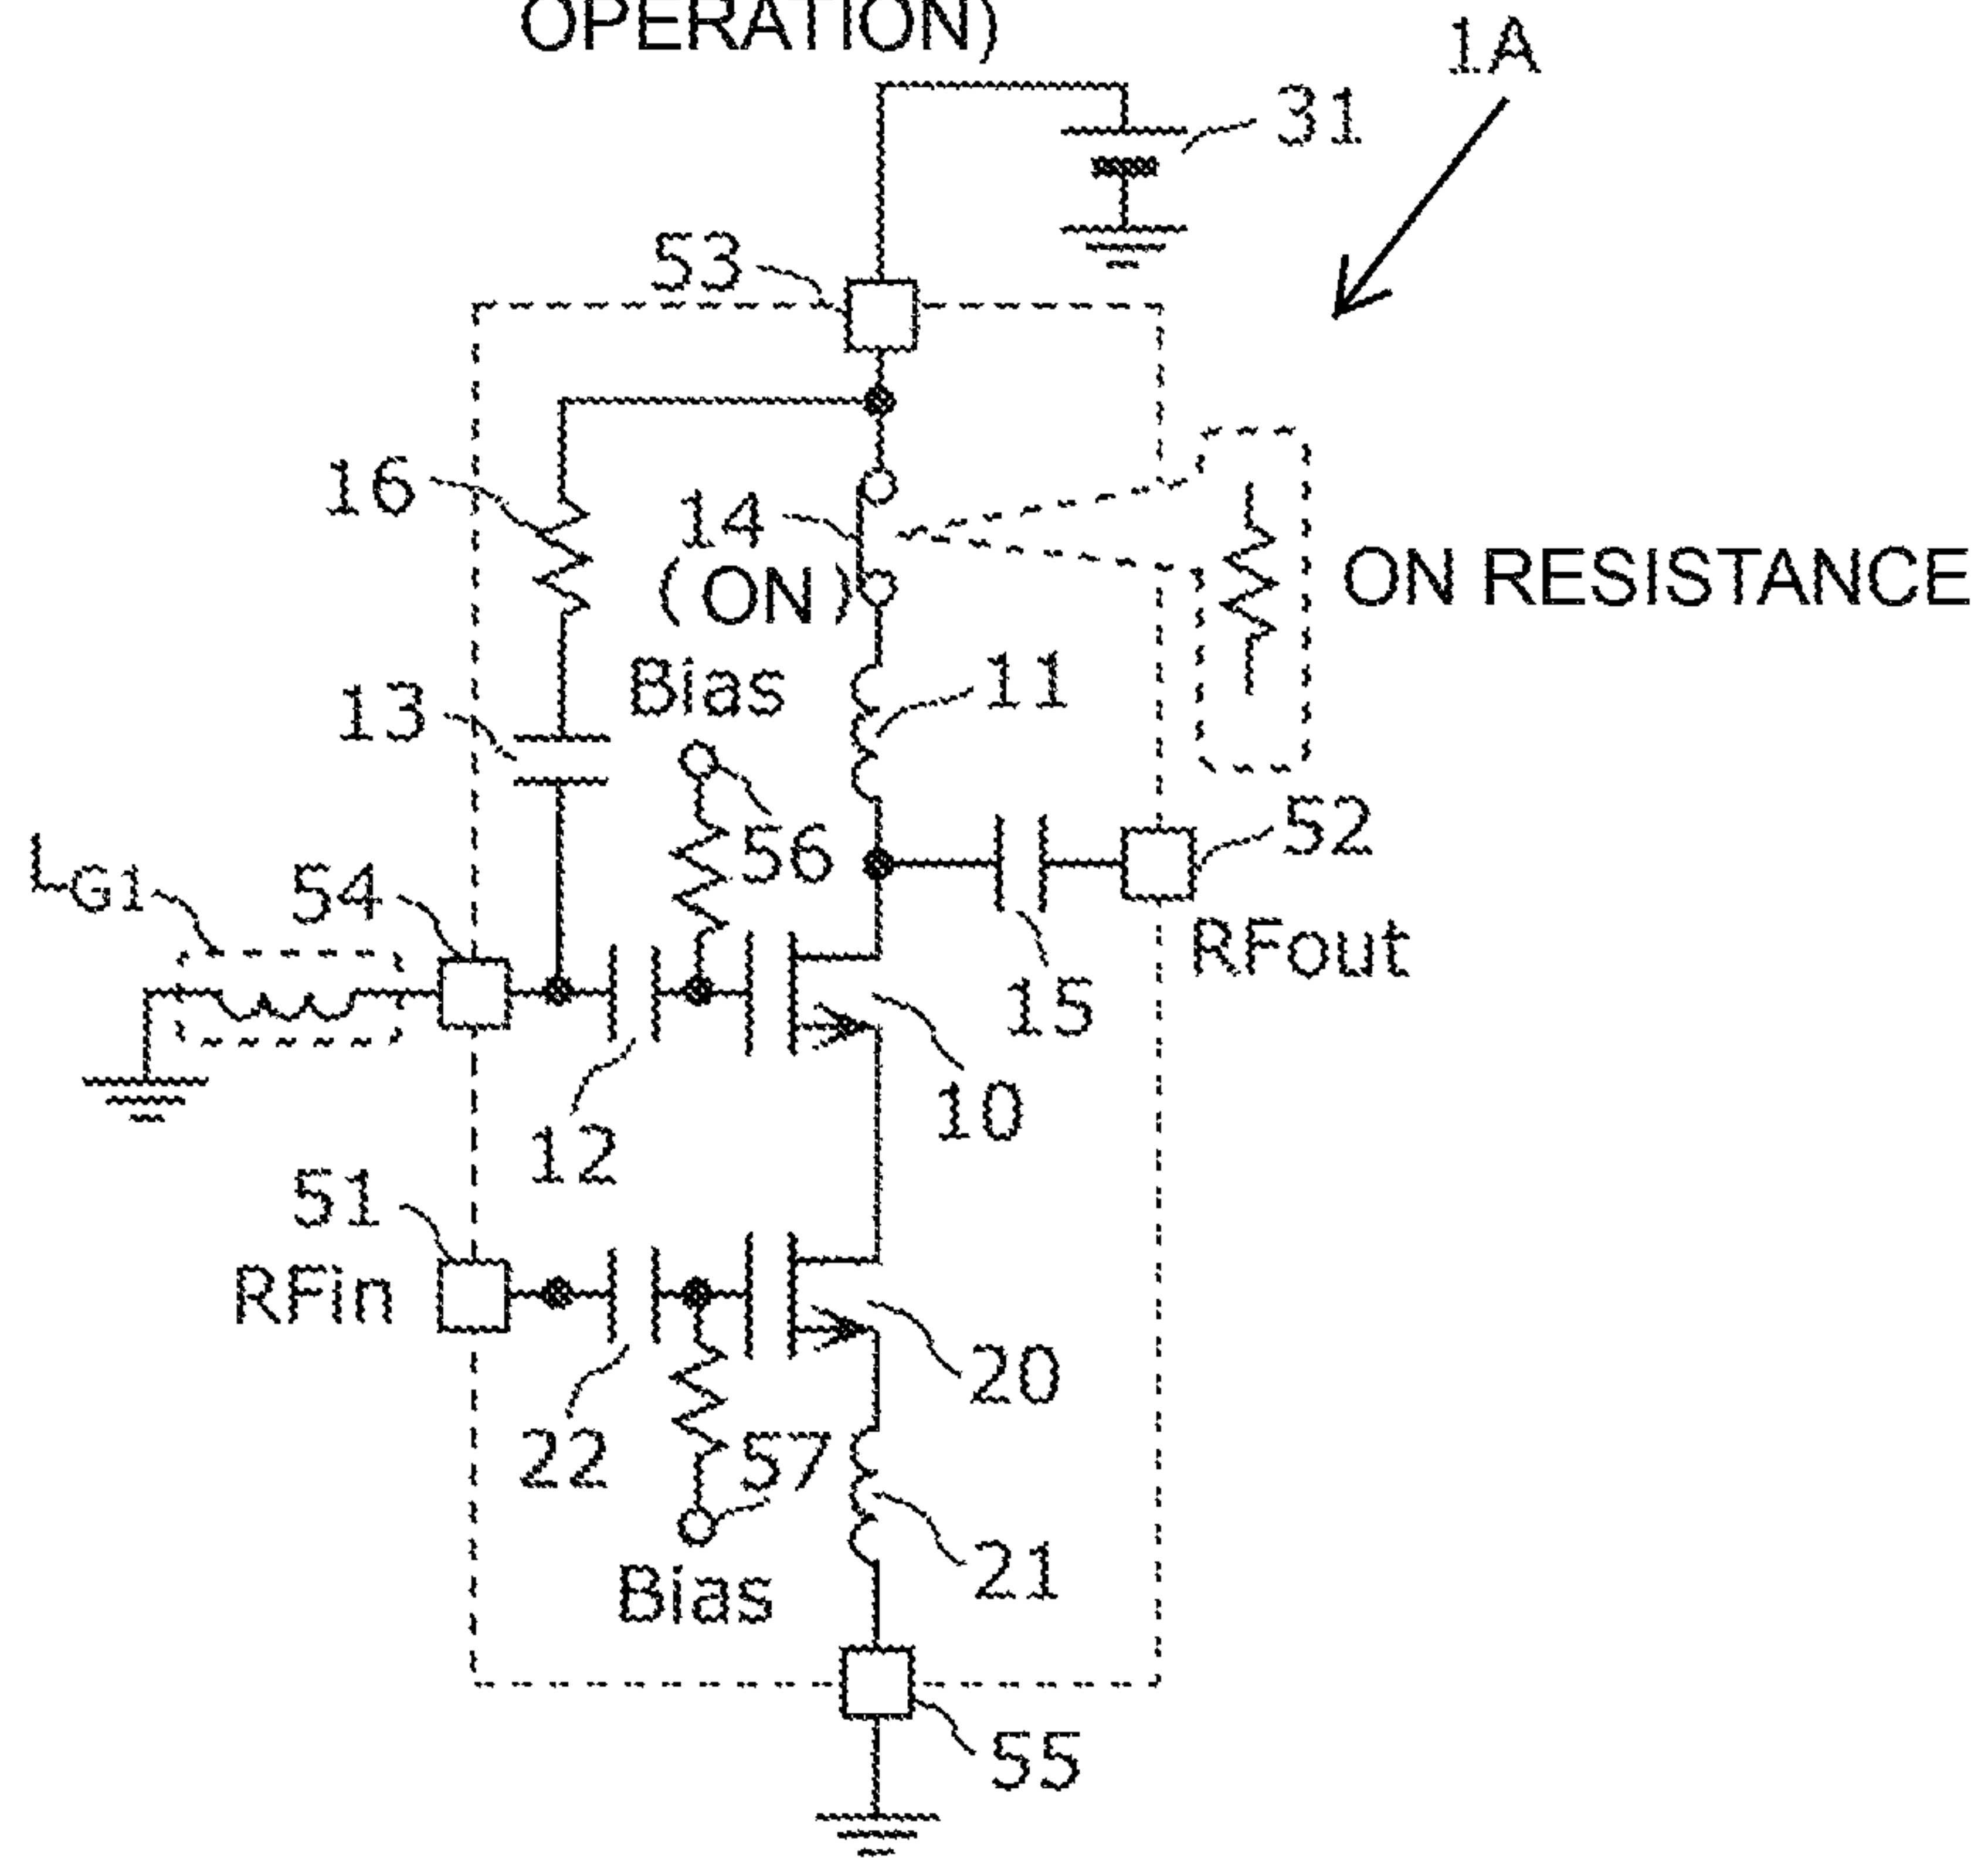 OPERATION)
1A
31
53
16
14
(ON)
ON RESISTANCE
Bias
11
13
56
52
LG1
54
RFout
15
10
12
51
RFin
20
22
57
21
Bias
55